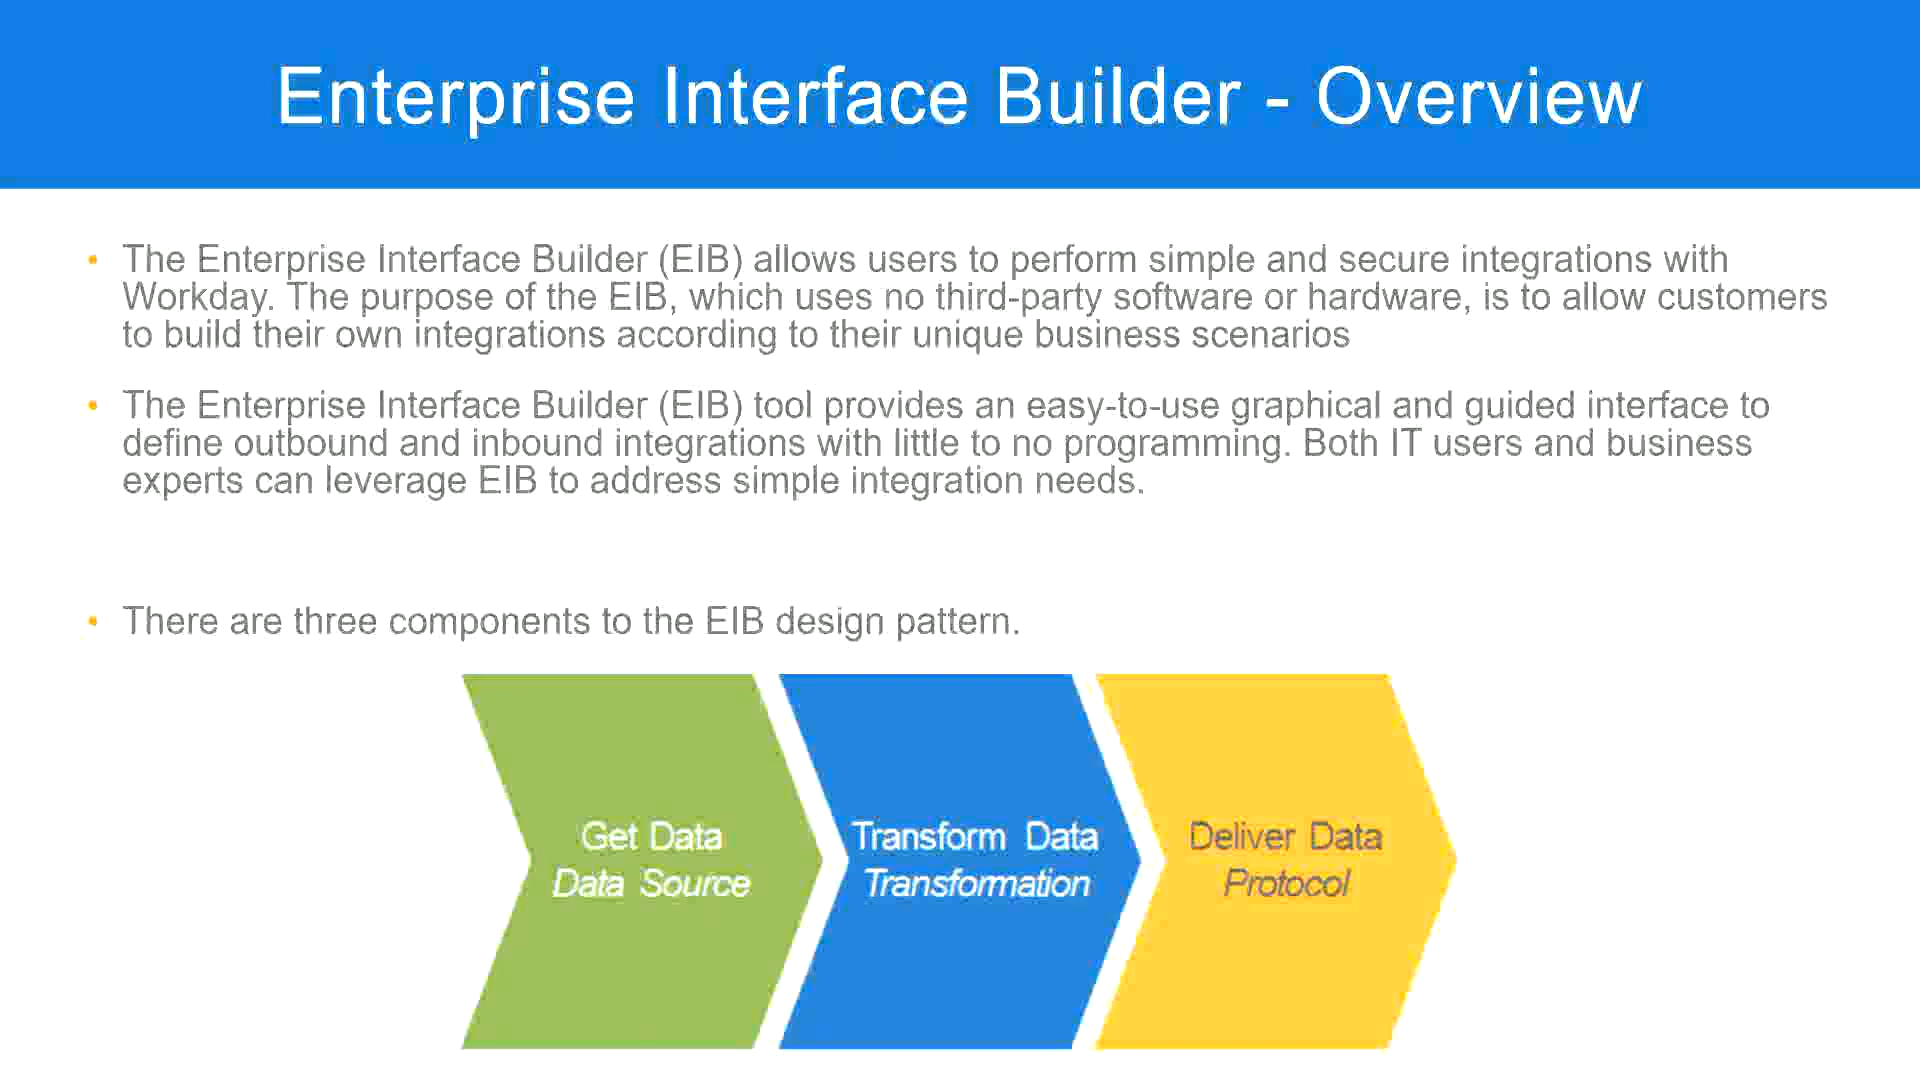 Enterprise Interface Builder - Overview
• The Enterprise Interface Builder (EIB) allows users to perform simple and secure integrations with
Workday. The purpose of the EIB, which uses no third-party software or hardware, is to allow customers
to build their own integrations according to their unique business scenarios
• The Enterprise Interface Builder (EIB) tool provides an easy-to-use graphical and guided interface to
define outbound and inbound integrations with little to no programming. Both IT users and business
experts can leverage EIB to address simple integration needs.
• There are three components to the EIB design pattern.
Get Data
Data Source
Transform Data
Transformation
Deliver Data
Protocol